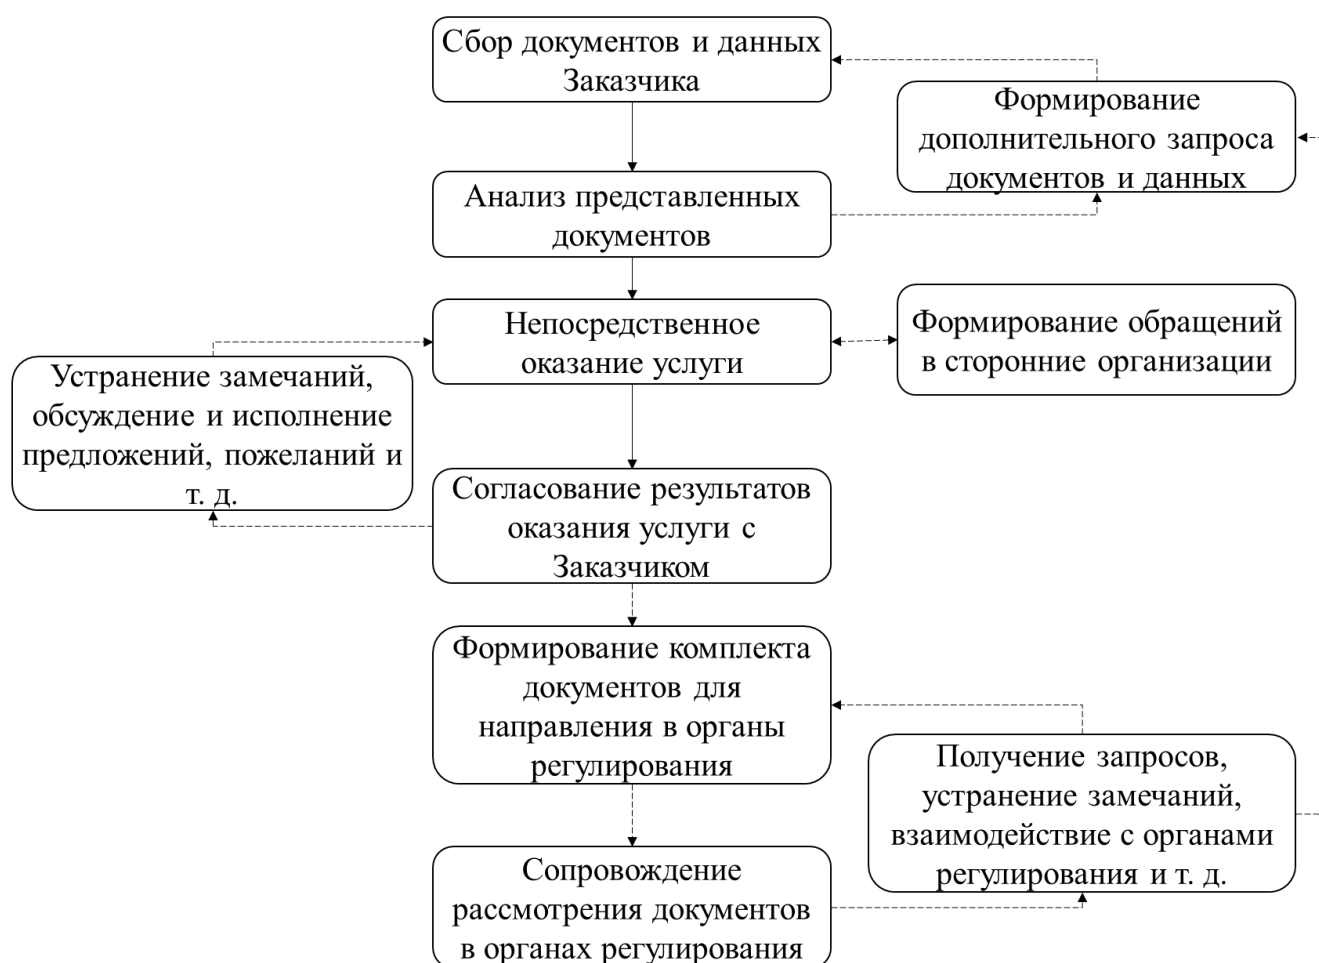 Сбор документов и данных
Заказчика
Формирование
дополнительного запроса
документов и данных
Анализ представленных
документов
Непосредственное
оказание услуги
Формирование обращений
в сторонние организации
Устранение замечаний,
обсуждение и исполнение
предложений, пожеланий и
т. д.
Согласование результатов
оказания услуги с
Заказчиком
Формирование комплекта
документов для
направления в органы
регулирования
Получение запросов,
устранение замечаний,
взаимодействие с органами
регулирования и т. д.
Сопровождение
рассмотрения документов
в органах регулирования